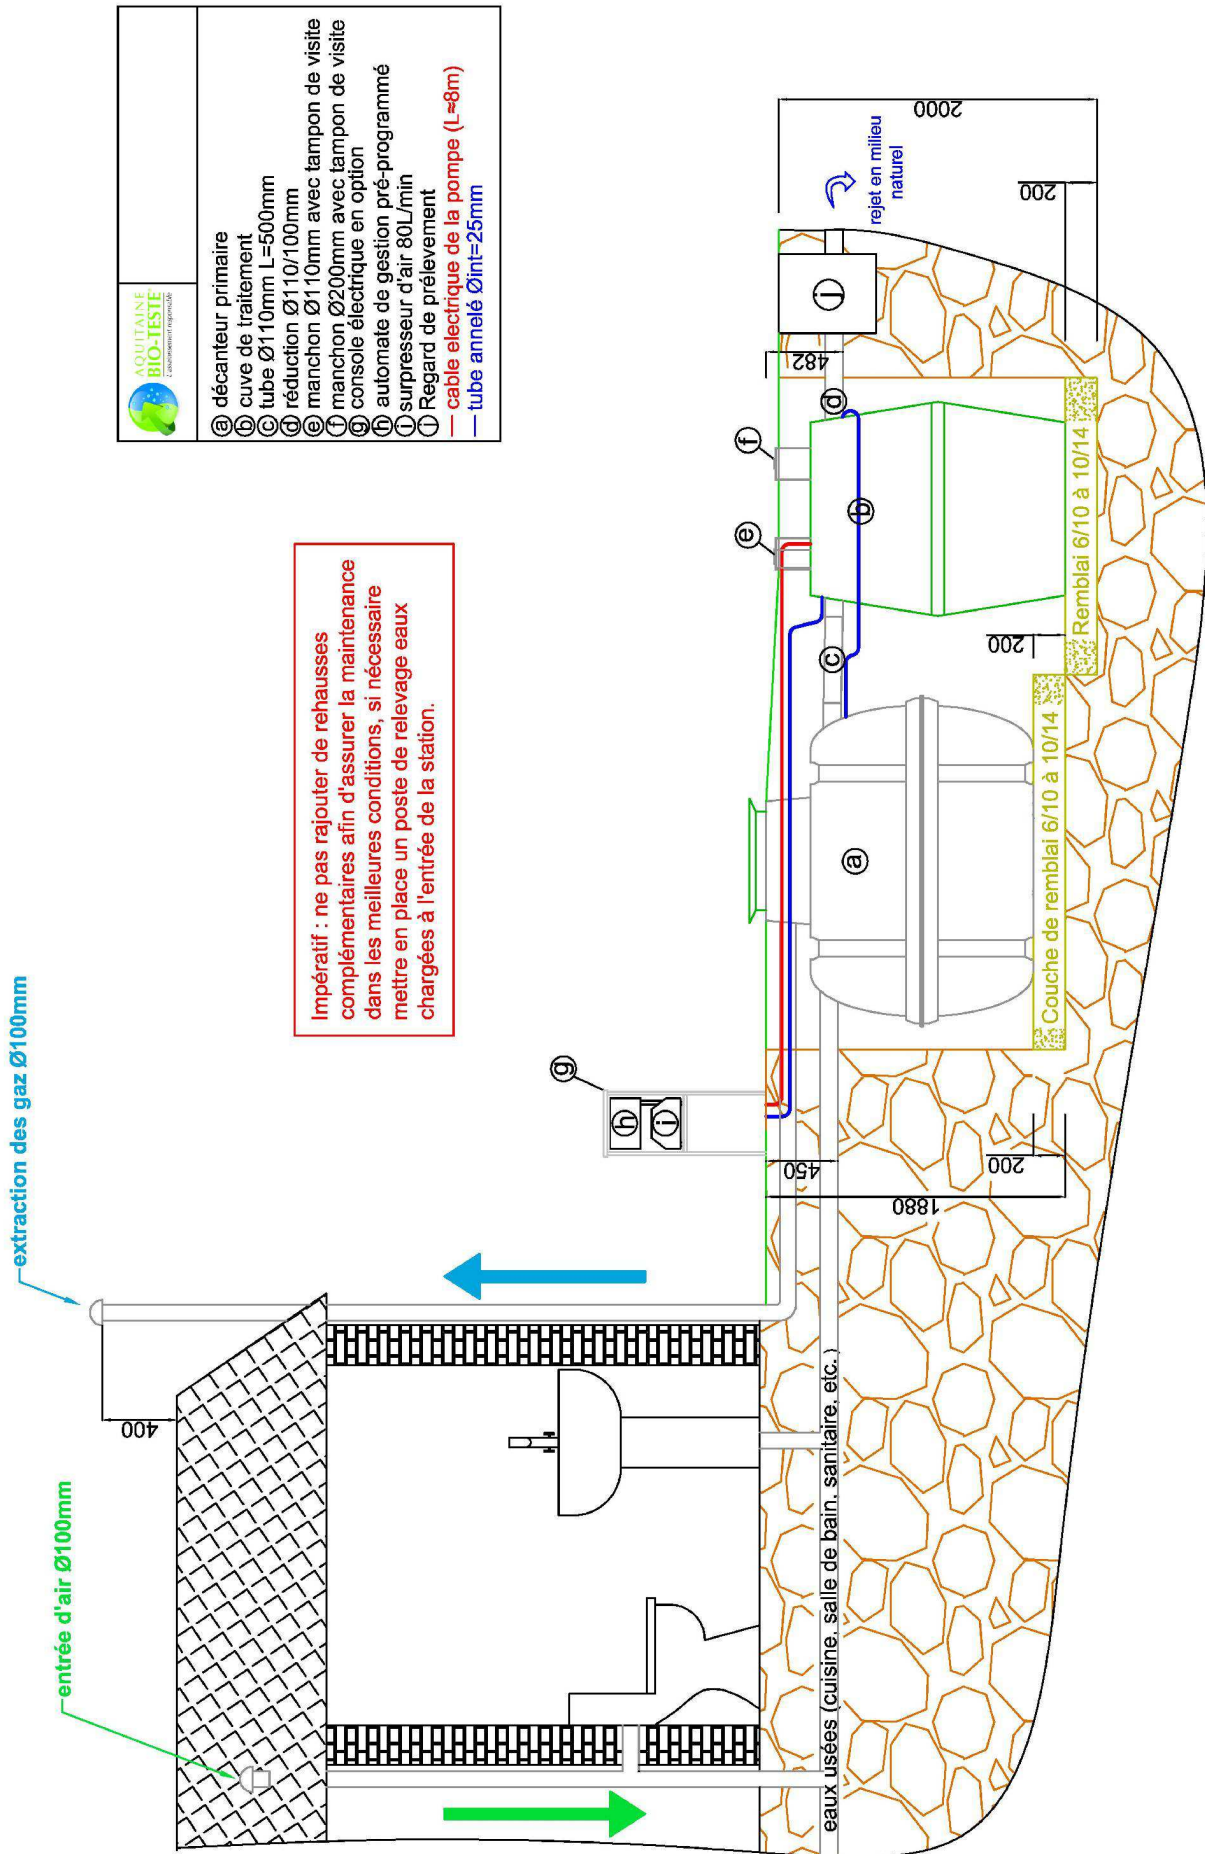 extraction des gaz Ø100mm
entrée d'air Ø100mm
400
AQUITAINE
BIO-TESTE
L'assainissement responsable
ⓐ décanteur primaire
ⓑ cuve de traitement
ⓒ tube Ø110mm L=500mm
ⓓ réduction Ø110/100mm
ⓔ manchon Ø110mm avec tampon de visite
ⓕ manchon Ø200mm avec tampon de visite
ⓖ console électrique en option
ⓗ automate de gestion pré-programmé
ⓘ surpresseur d'air 80L/min
ⓙ Regard de prélevement
cable electrique de la pompe (L≈8m)
tube annelé Øint=25mm
Impératif : ne pas rajouter de rehausses
complémentaires afin d'assurer la maintenance
dans les meilleures conditions, si nécessaire
mettre en place un poste de relevage eaux
chargées à l'entrée de la station.
ⓖ
ⓗ
ⓘ
ⓔ
ⓕ
ⓐ
ⓒ
ⓑ
ⓓ
ⓙ
482
450
1880
200
200
200
2000
rejet en milieu
naturel
eaux usées (cuisine, salle de bain, sanitaire, etc.)
Couche de remblai 6/10 à 10/14
Remblai 6/10 à 10/14